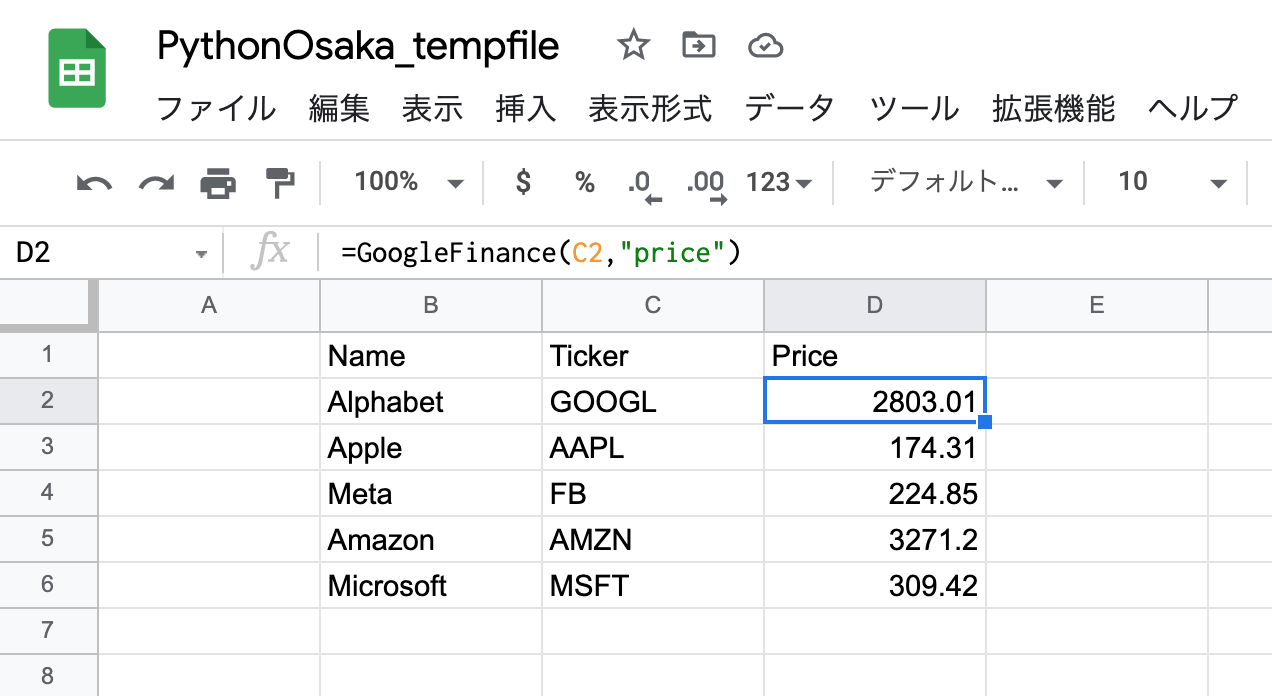 PythonOsaka_tempfile
ファイル 編集 表示 挿入 表示形式 データ ツール 拡張機能 ヘルプ
100% $ % .0 .00 123 デフォルト... 10
D2 fx =GoogleFinance(C2,"price")
A B C D E
1 Name Ticker Price
2 Alphabet GOOGL 2803.01
3 Apple AAPL 174.31
4 Meta FB 224.85
5 Amazon AMZN 3271.2
6 Microsoft MSFT 309.42
7
8